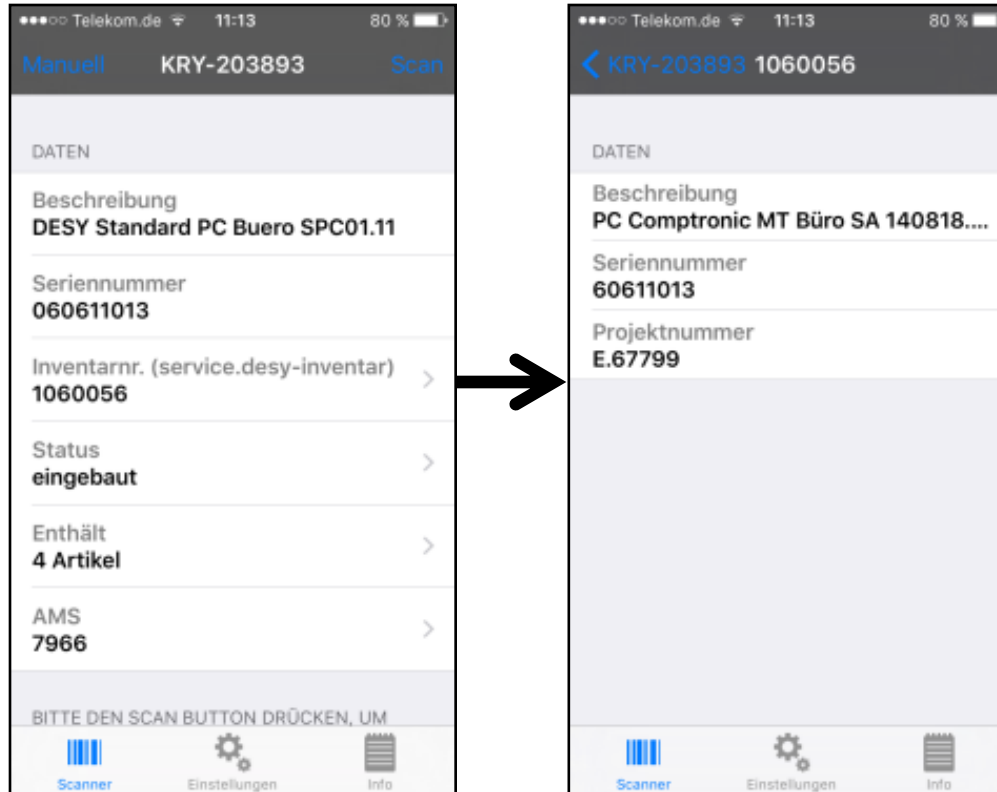 Telekom.de 11:13 80 %
Manuell KRY-203893 Scan
DATEN
Beschreibung
DESY Standard PC Buero SPC01.11
Seriennummer
060611013
Inventarnr. (service.desy-inventar)
1060056
Status
eingebaut
Enthält
4 Artikel
AMS
7966
BITTE DEN SCAN BUTTON DRÜCKEN, UM
Scanner Einstellungen Info
Telekom.de 11:13 80 %
KRY-203893 1060056
DATEN
Beschreibung
PC Comptronic MT Büro SA 140818....
Seriennummer
60611013
Projektnummer
E.67799
Scanner Einstellungen Info